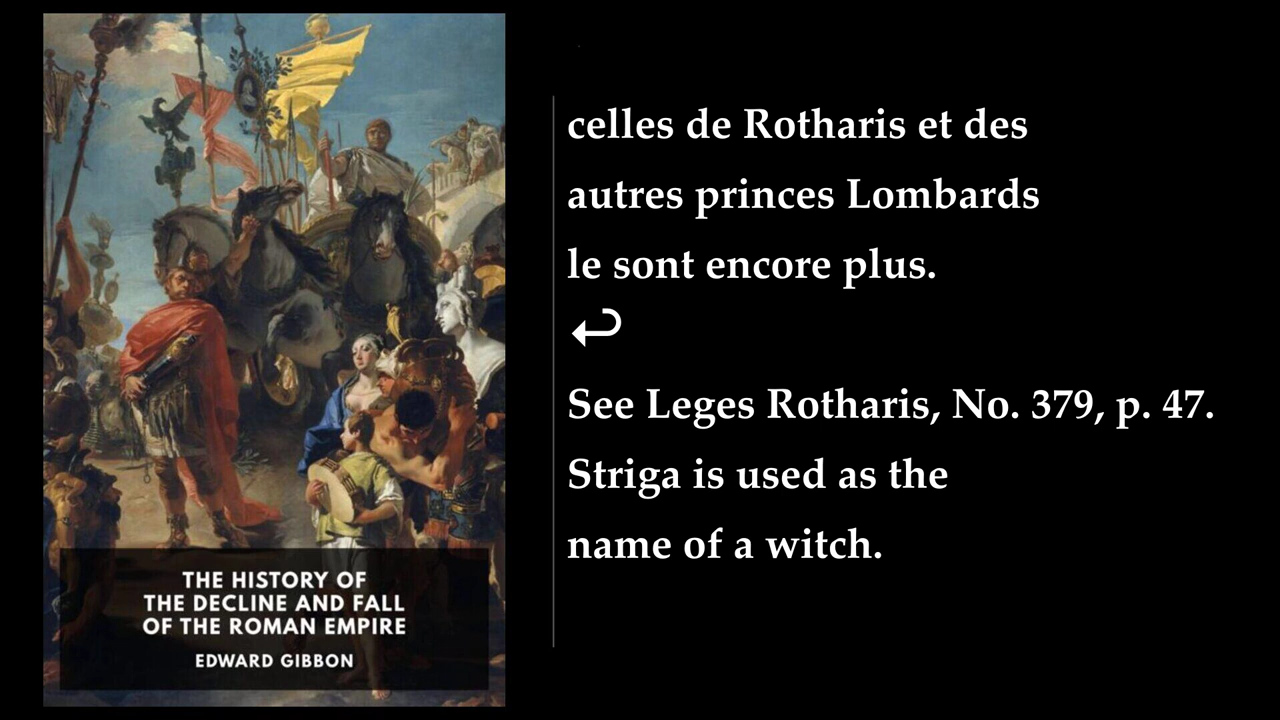 THE HISTORY OF
THE DECLINE AND FALL
OF THE ROMAN EMPIRE
EDWARD GIBBON
celles de Rotharis et des
autres princes Lombards
le sont encore plus.
↩
See Leges Rotharis, No. 379, p. 47.
Striga is used as the
name of a witch.